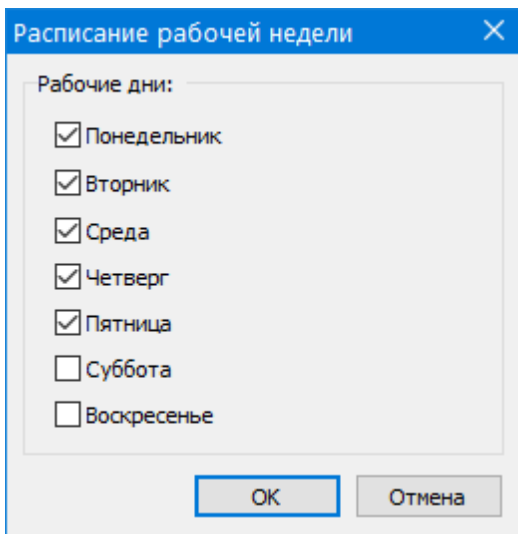 Расписание рабочей недели
Рабочие дни:
Понедельник
Вторник
Среда
Четверг
Пятница
Суббота
Воскресенье
OK Отмена